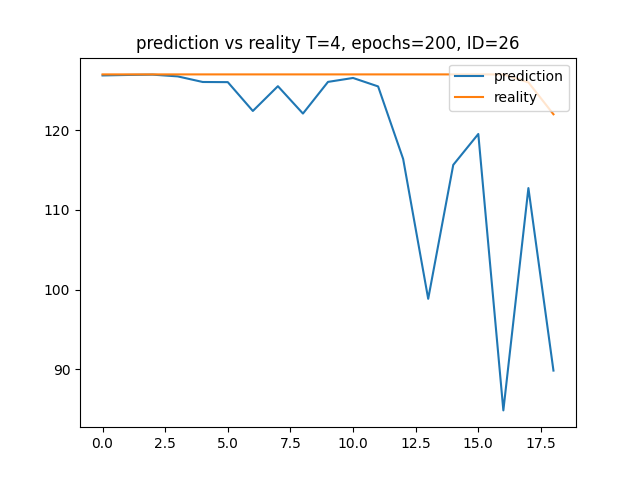 prediction vs reality T=4, epochs=200, ID=26
prediction
reality
120
110
100
90
0.0 2.5 5.0 7.5 10.0 12.5 15.0 17.5